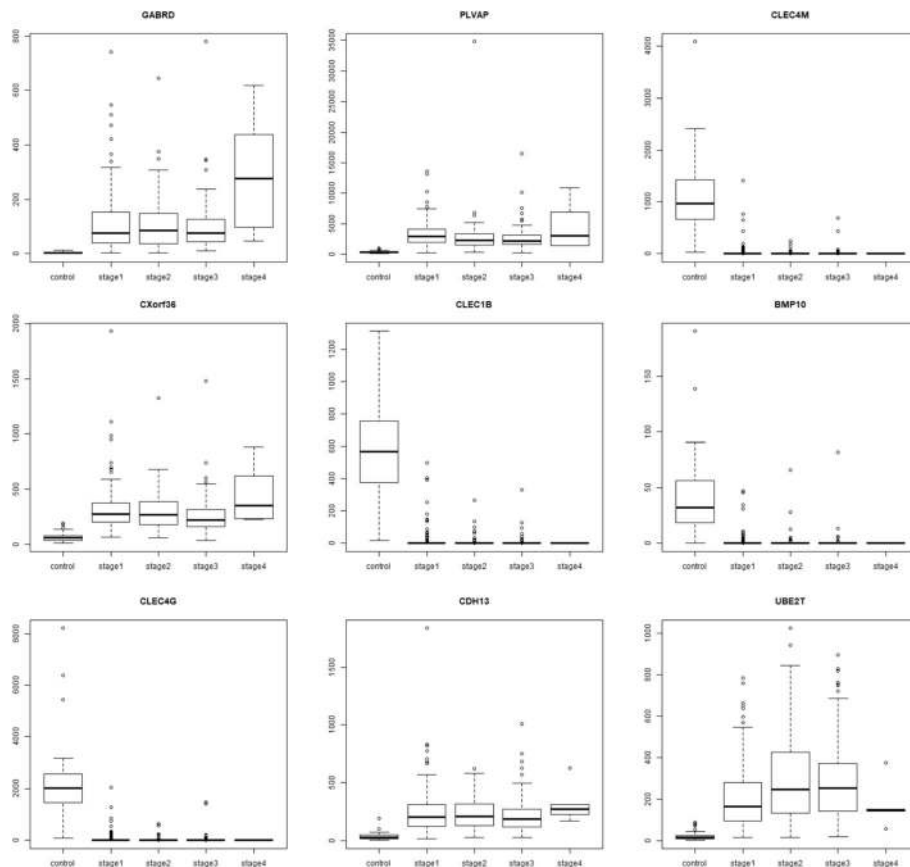 GABRD
800
600
400
200
0
control stage1 stage2 stage3 stage4
PLVAP
35000
30000
25000
20000
15000
10000
5000
0
control stage1 stage2 stage3 stage4
CLEC4M
4000
3000
2000
1000
0
control stage1 stage2 stage3 stage4
CXorf36
2000
1500
1000
500
0
control stage1 stage2 stage3 stage4
CLEC1B
1200
1000
800
600
400
200
0
control stage1 stage2 stage3 stage4
BMP10
150
100
50
0
control stage1 stage2 stage3 stage4
CLEC4G
8000
6000
4000
2000
0
control stage1 stage2 stage3 stage4
CDH13
1500
1000
500
0
control stage1 stage2 stage3 stage4
UBE2T
1000
800
600
400
200
0
control stage1 stage2 stage3 stage4